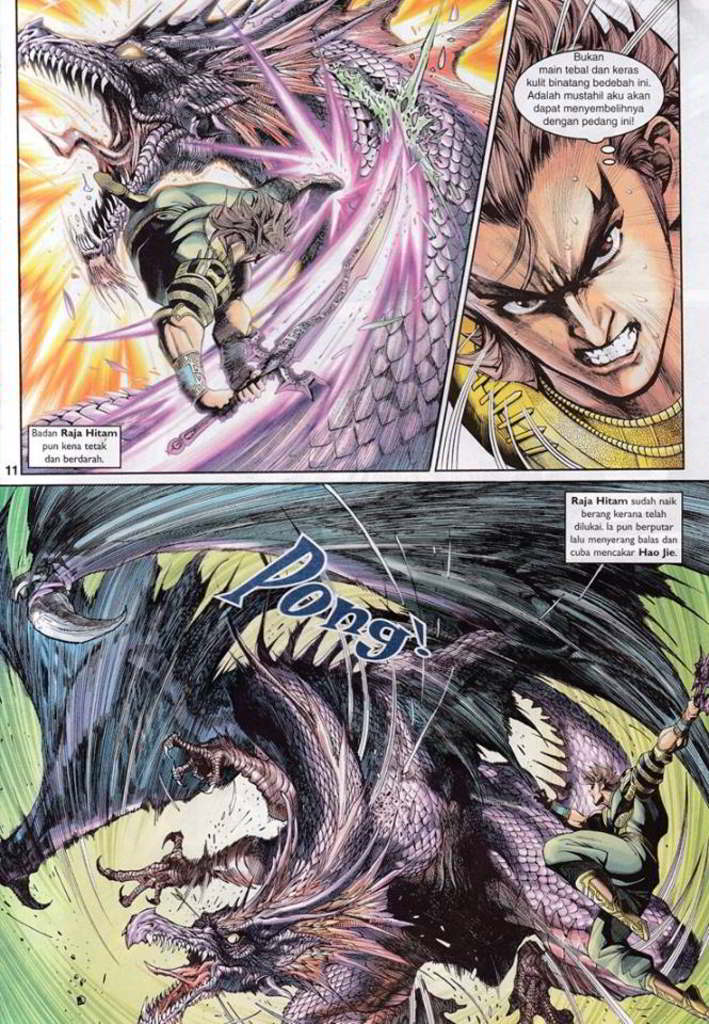 Bukan
main tebal dan keras
kulit binatang bedebah ini.
Adalah mustahil aku akan
dapat menyembelihnya
dengan pedang ini!
Badan Raja Hitam
pun kena tetak
dan berdarah.
11
Raja Hitam sudah naik
berang kerana telah
dilukai. Ia pun berputar
lalu menyerang balas dan
cuba mencakar Hao Jie.
Pong!